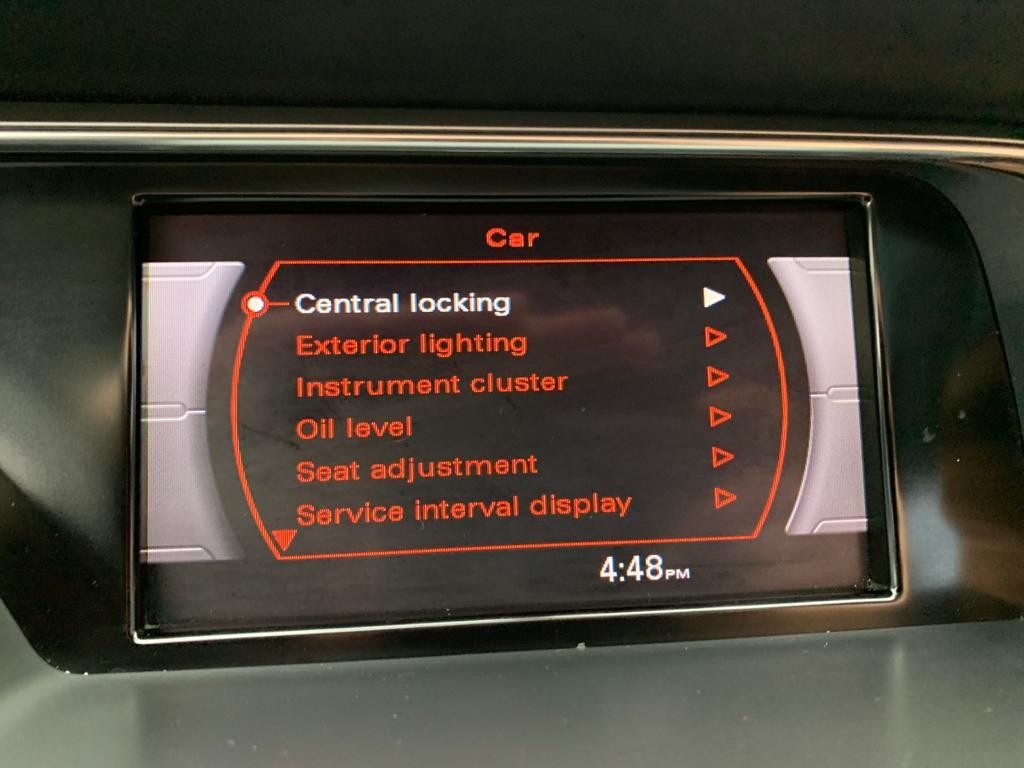 Car
Central locking
Exterior lighting
Instrument cluster
Oil level
Seat adjustment
Service interval display
4:48PM